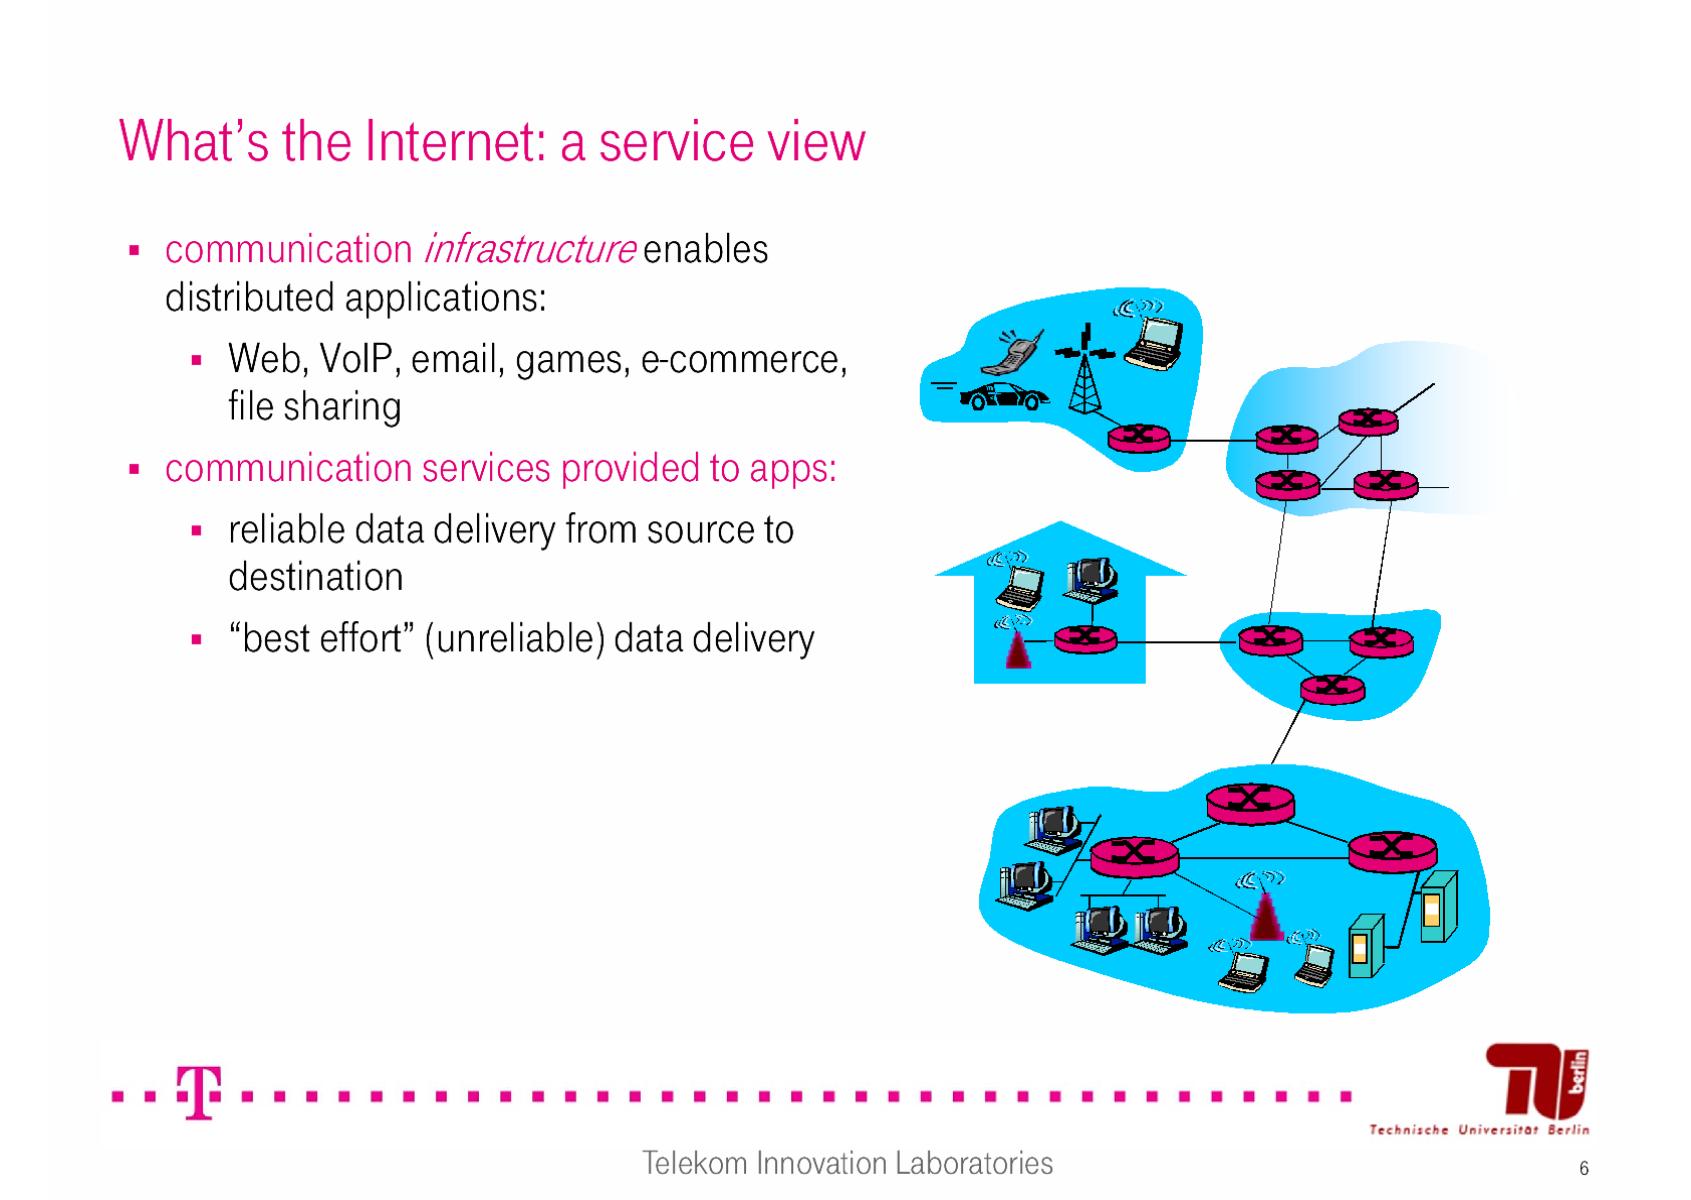 What's the Internet: a service view
▪ communication infrastructure enables
distributed applications:
▪ Web, VoIP, email, games, e-commerce,
file sharing
▪ communication services provided to apps:
▪ reliable data delivery from source to
destination
▪ “best effort” (unreliable) data delivery
T
berlin
Technische Universität Berlin
Telekom Innovation Laboratories
6